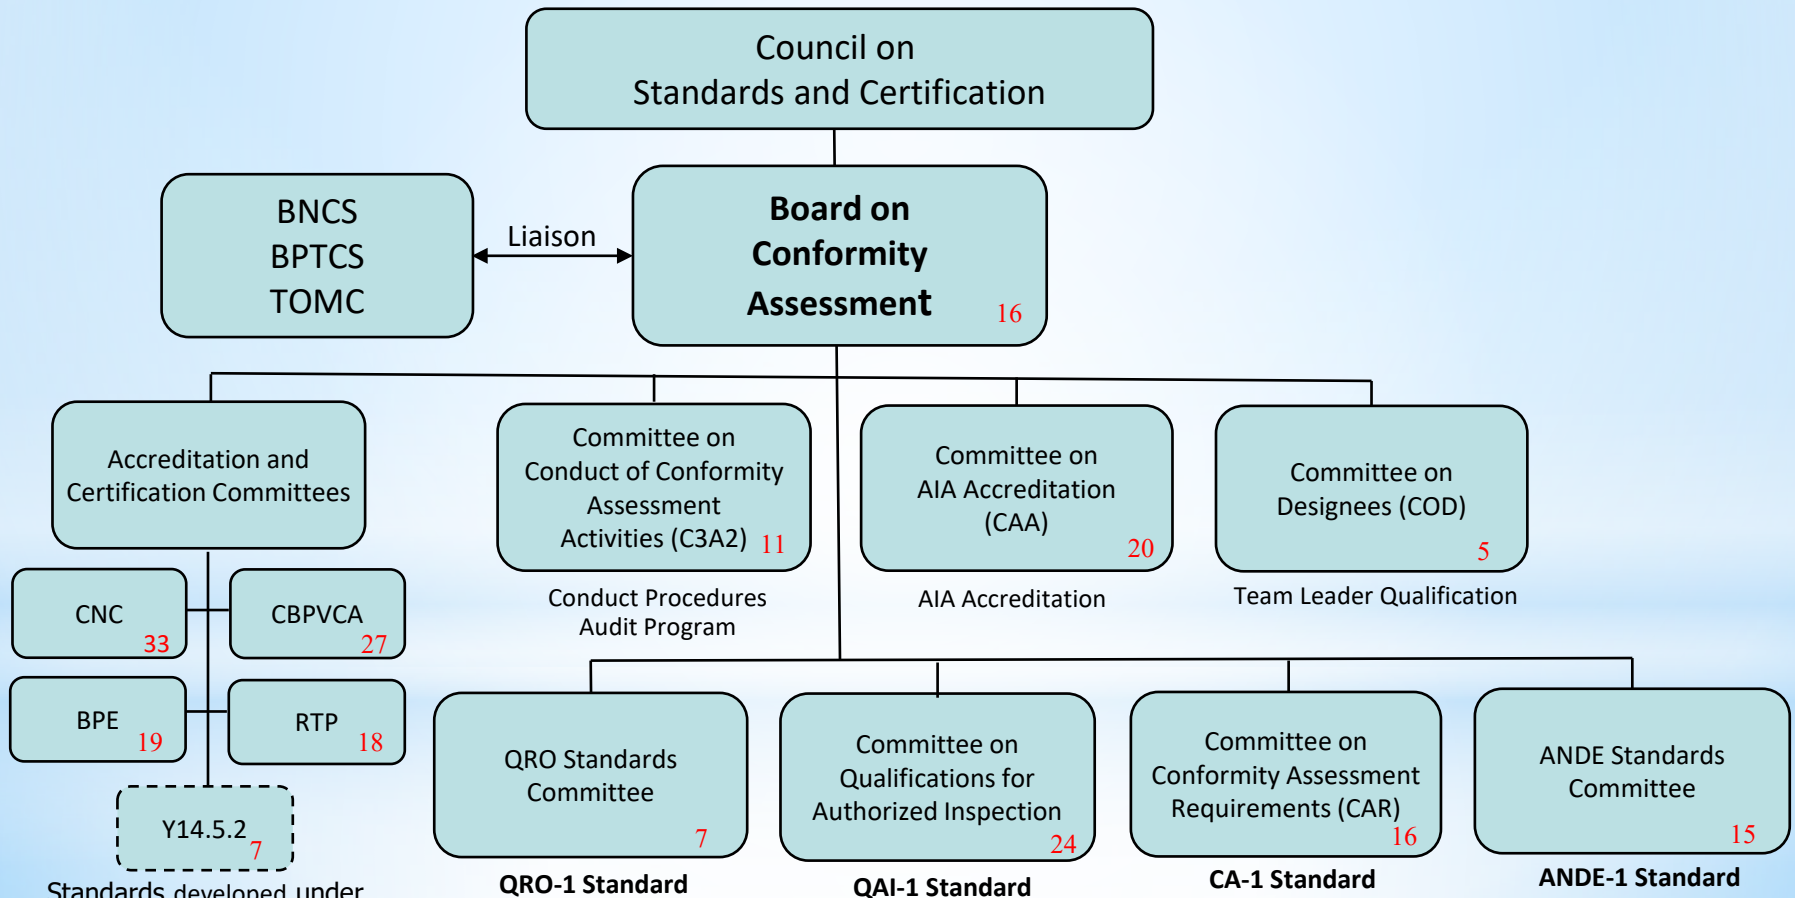 Council on
Standards and Certification
BNCS
BPTCS
TOMC
Liaison
Board on
Conformity
Assessment
16
Accreditation and
Certification Committees
Committee on
Conduct of Conformity
Assessment
Activities (C3A2)
11
Conduct Procedures
Audit Program
Committee on
AIA Accreditation
(CAA)
20
AIA Accreditation
Committee on
Designees (COD)
5
Team Leader Qualification
CNC
33
CBPVCA
27
BPE
19
RTP
18
Y14.5.2
7
Standards developed under
QRO Standards
Committee
7
QRO-1 Standard
Committee on
Qualifications for
Authorized Inspection
24
QAI-1 Standard
Committee on
Conformity Assessment
Requirements (CAR)
16
CA-1 Standard
ANDE Standards
Committee
15
ANDE-1 Standard